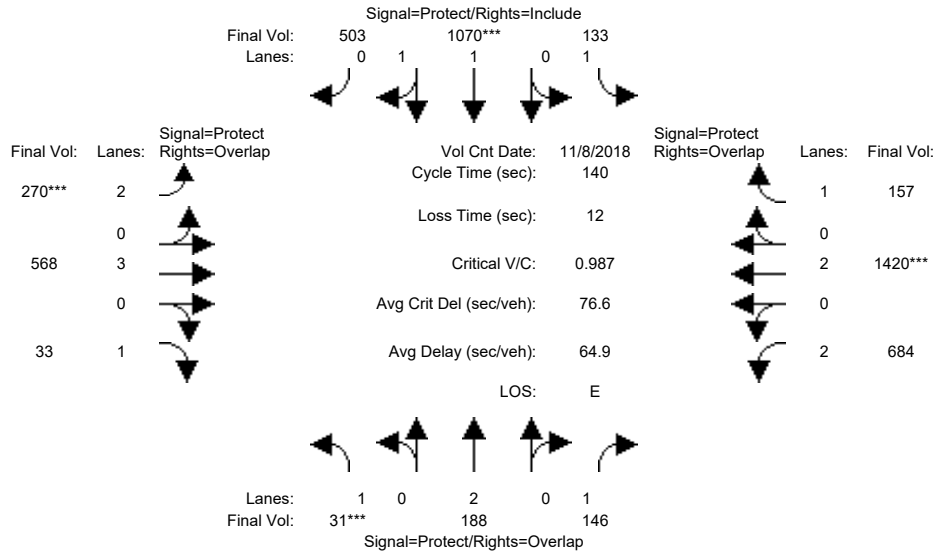 Signal=Protect/Rights=Include
Final Vol: 503 1070*** 133
Lanes: 0 1 1 0 1
Signal=Protect Signal=Protect
Final Vol: Lanes: Rights=Overlap Vol Cnt Date: 11/8/2018 Rights=Overlap Lanes: Final Vol:
Cycle Time (sec): 140
270*** 2 1 157
Loss Time (sec): 12
0 0
568 3 Critical V/C: 0.987 2 1420***
0 Avg Crit Del (sec/veh): 76.6 0
33 1 Avg Delay (sec/veh): 64.9 2 684
LOS: E
Lanes: 1 0 2 0 1
Final Vol: 31*** 188 146
Signal=Protect/Rights=Overlap